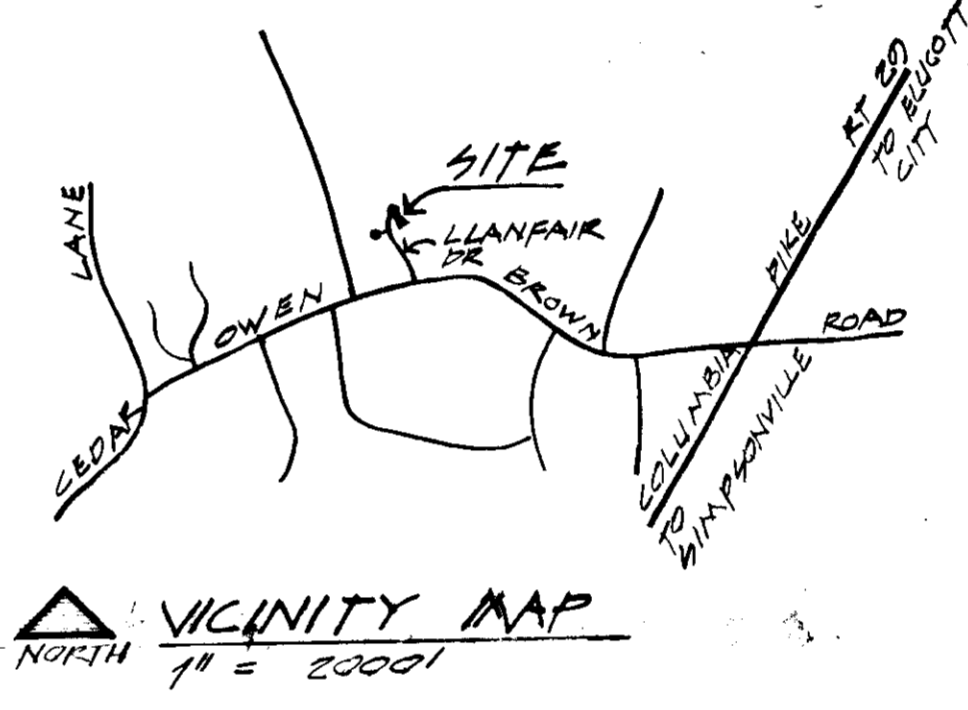 SITE
LLANFAIR
DR
CEDAR LANE
OWEN BROWN ROAD
COLUMBIA PIKE RT 29
TO ELLICOTT
CITY
TO
SIMPSONVILLE
NORTH
VICINITY MAP
1" = 2000'